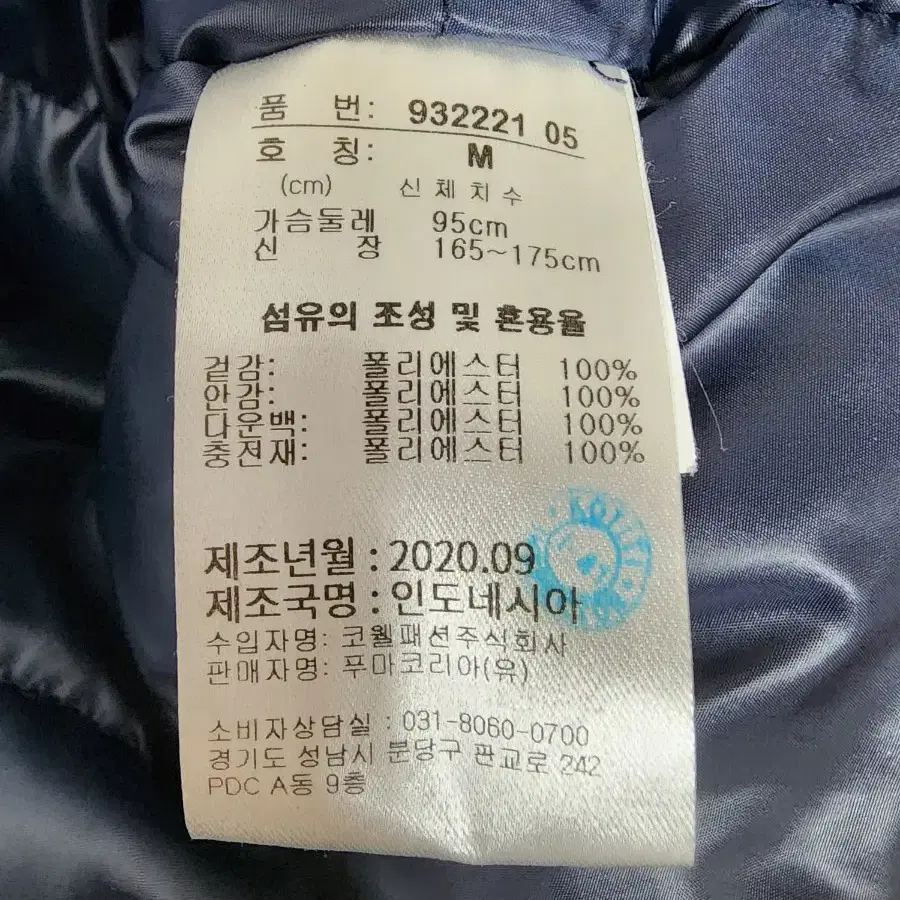 품 번: 932221 05
호 칭: M
(cm) 신체치수
가슴둘레 95cm
신 장 165~175cm
섬유의 조성 및 혼용율
겉감: 폴리에스터 100%
안감: 폴리에스터 100%
다운백: 폴리에스터 100%
충전재: 폴리에스터 100%
제조년월 : 2020.09
제조국명 : 인도네시아
수입자명: 코웰패션주식회사
판매자명: 푸마코리아(유)
소비자상담실 : 031-8060-0700
경기도 성남시 분당구 판교로 242
PDC A동 9층